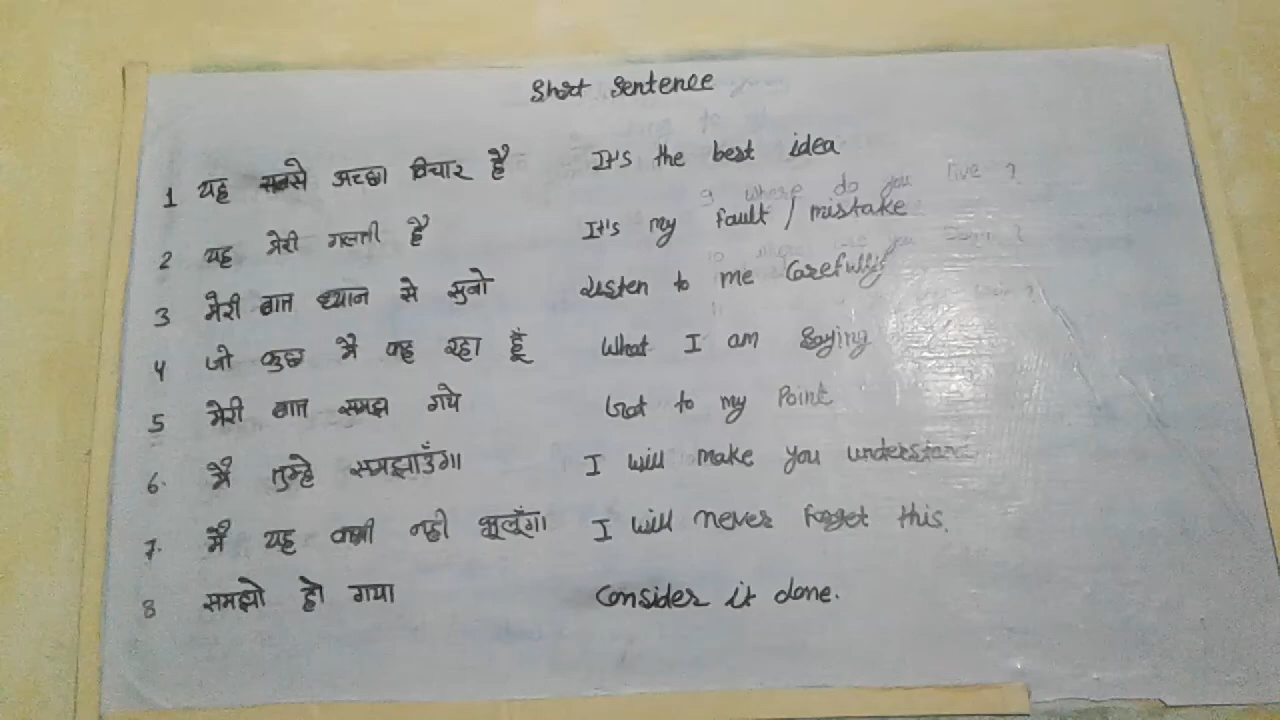 Short Sentence
1 यह सबसे अच्छा विचार है It's the best idea
2 यह मेरी गलती है It's my fault / mistake
3 मेरी बात ध्यान से सुनो Listen to me Carefully
4 जो कुछ मै कह रहा हूँ What I am Saying
5 मेरी बात समझ गये Got to my Point
6. मै तुम्हे समझाउँगा I will make you understand
7. मै यह कभी नही भूलूँगा I will never forget this.
8 समझो हो गया Consider it done.